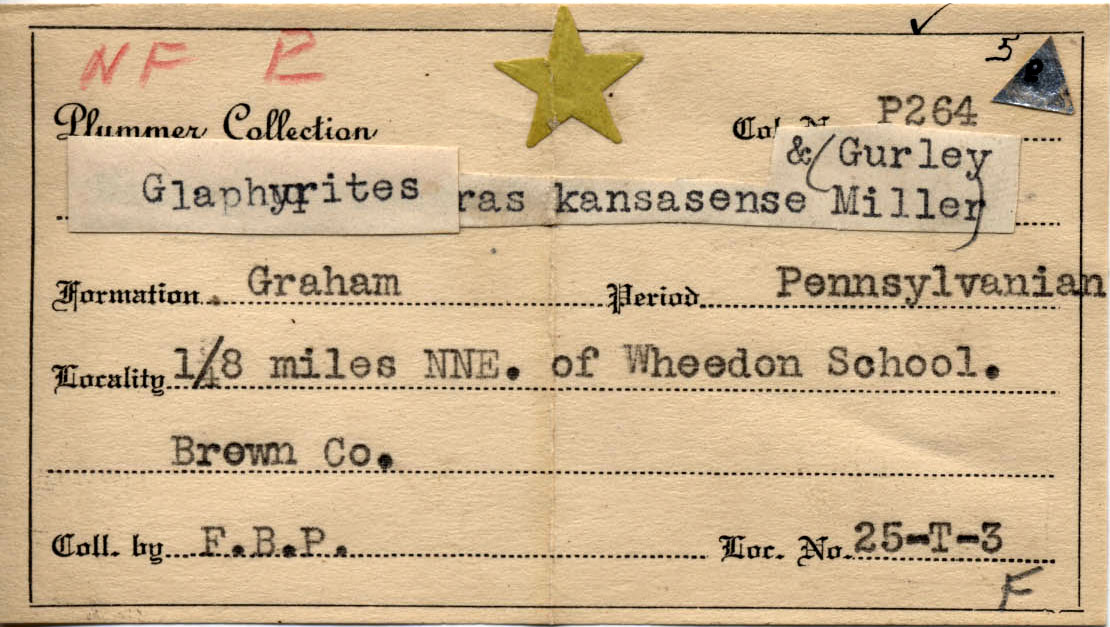 NF P
5
Plummer Collection
Col. N P264
& (Gurley
Glaphyrites ras kansasense Miller)
Formation. Graham Period Pennsylvanian
Locality 1/8 miles NNE. of Wheedon School.
Brown Co.
Coll. by F.B.P. Loc. No. 25-T-3
F